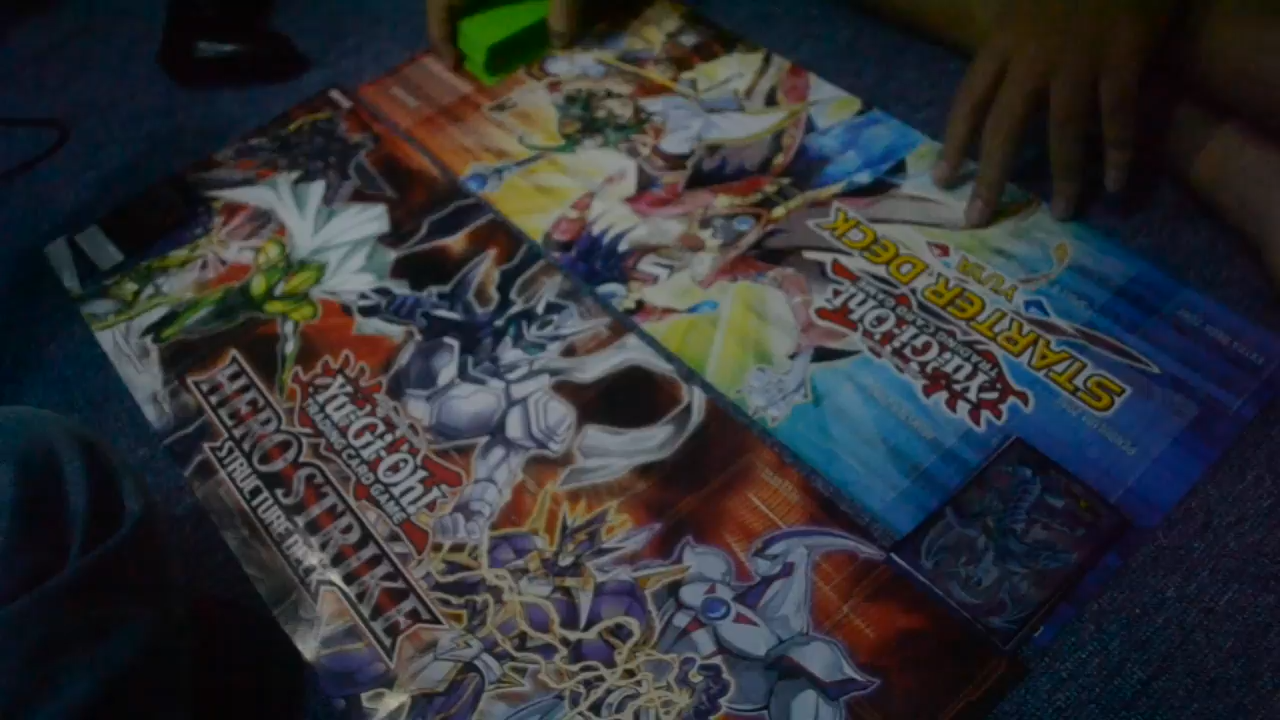 Yu-Gi-Oh!
TRADING CARD GAME
HERO STRIKE
STRUCTURE DECK
Yu-Gi-Oh!
TRADING CARD GAME
STARTER DECK
YUYA